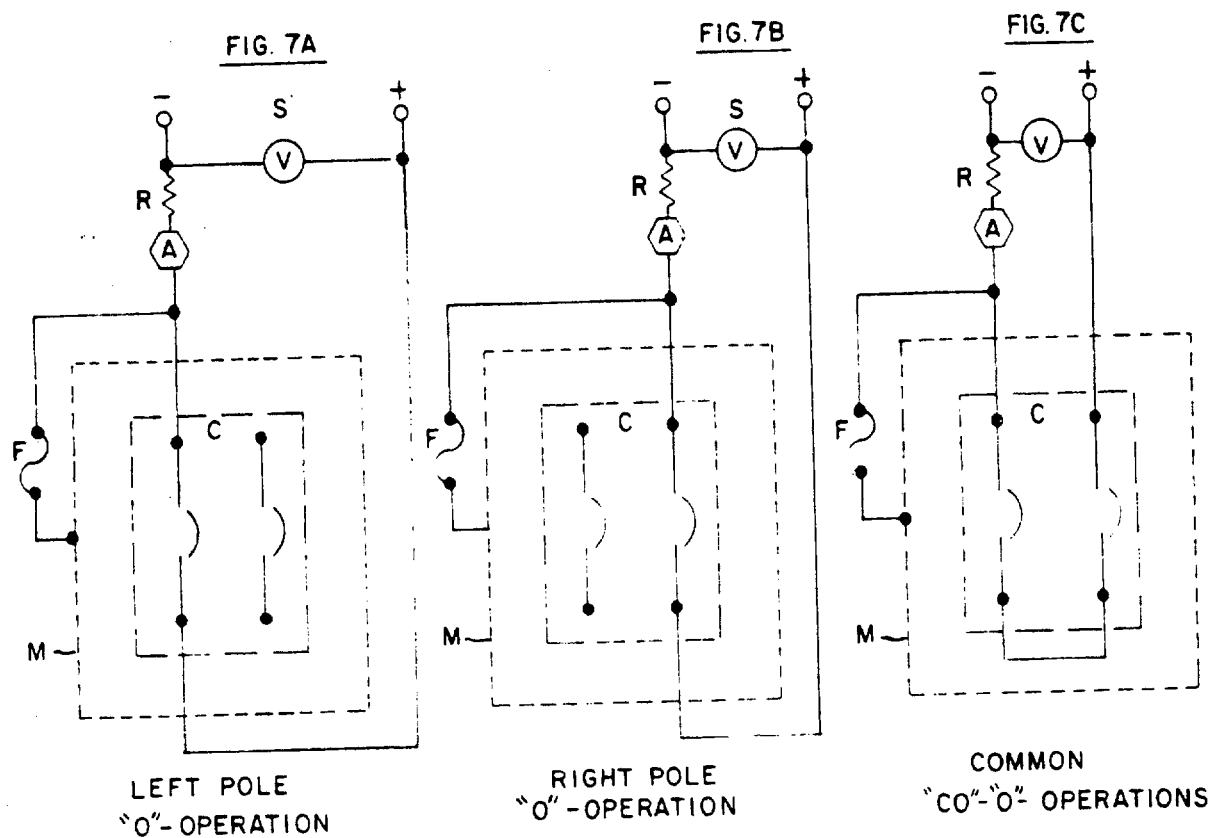 FIG. 7A
FIG. 7B
FIG. 7C
− S +
− S +
− +
V
V
V
R
R
R
A
A
A
F
C
F
C
F
C
M
M
M
LEFT POLE
"O"-OPERATION
RIGHT POLE
"O"-OPERATION
COMMON
"CO"-"O"- OPERATIONS